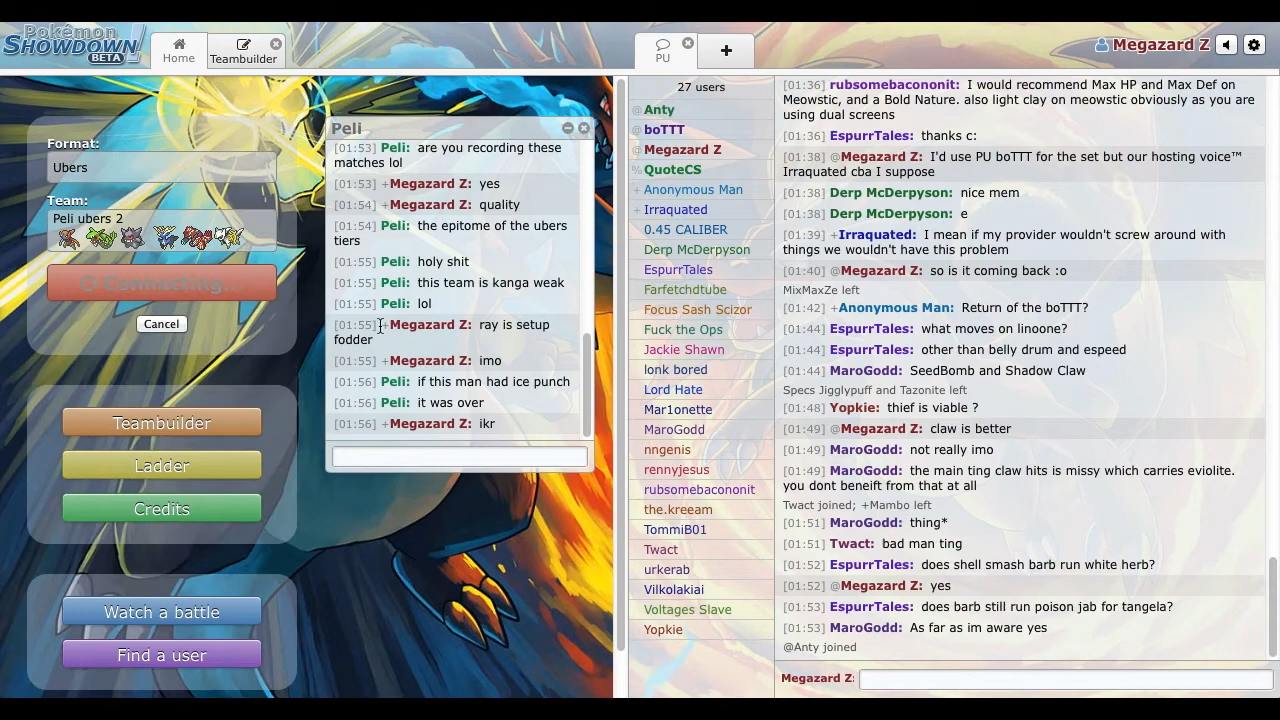 Pokémon
SHOWDOWN!
BETA
Home
Teambuilder
PU
+
Megazard Z
Format:
Ubers
Team:
Peli ubers 2
Connecting...
Cancel
Teambuilder
Ladder
Credits
Watch a battle
Find a user
Peli
[01:53] Peli: are you recording these
matches lol
[01:53] +Megazard Z: yes
[01:54] +Megazard Z: quality
[01:54] Peli: the epitome of the ubers
tiers
[01:55] Peli: holy shit
[01:55] Peli: this team is kanga weak
[01:55] Peli: lol
[01:55] +Megazard Z: ray is setup
fodder
[01:55] +Megazard Z: imo
[01:56] Peli: if this man had ice punch
[01:56] Peli: it was over
[01:56] +Megazard Z: ikr
27 users
@Anty
@boTTT
@Megazard Z
%QuoteCS
+Anonymous Man
+Irraquated
0.45 CALIBER
Derp McDerpyson
EspurrTales
Farfetchdtube
Focus Sash Scizor
Fuck the Ops
Jackie Shawn
lonk bored
Lord Hate
Mar1onette
MaroGodd
nngenis
rennyjesus
rubsomebacononit
the.kreeam
TommiB01
Twact
urkerab
Vilkolakiai
Voltages Slave
Yopkie
[01:36] rubsomebacononit: I would recommend Max HP and Max Def on
Meowstic, and a Bold Nature. also light clay on meowstic obviously as you are
using dual screens
[01:36] EspurrTales: thanks c:
[01:38] @Megazard Z: I'd use PU boTTT for the set but our hosting voice™
Irraquated cba I suppose
[01:38] Derp McDerpyson: nice mem
[01:38] Derp McDerpyson: e
[01:39] +Irraquated: I mean if my provider wouldn't screw around with
things we wouldn't have this problem
[01:40] @Megazard Z: so is it coming back :o
MixMaxZe left
[01:42] +Anonymous Man: Return of the boTTT?
[01:44] EspurrTales: what moves on linoone?
[01:44] EspurrTales: other than belly drum and espeed
[01:44] MaroGodd: SeedBomb and Shadow Claw
Specs Jigglypuff and Tazonite left
[01:48] Yopkie: thief is viable ?
[01:49] @Megazard Z: claw is better
[01:49] MaroGodd: not really imo
[01:49] MaroGodd: the main ting claw hits is missy which carries eviolite.
you dont beneift from that at all
Twact joined; +Mambo left
[01:51] MaroGodd: thing*
[01:51] Twact: bad man ting
[01:52] EspurrTales: does shell smash barb run white herb?
[01:52] @Megazard Z: yes
[01:53] EspurrTales: does barb still run poison jab for tangela?
[01:53] MaroGodd: As far as im aware yes
@Anty joined
Megazard Z: